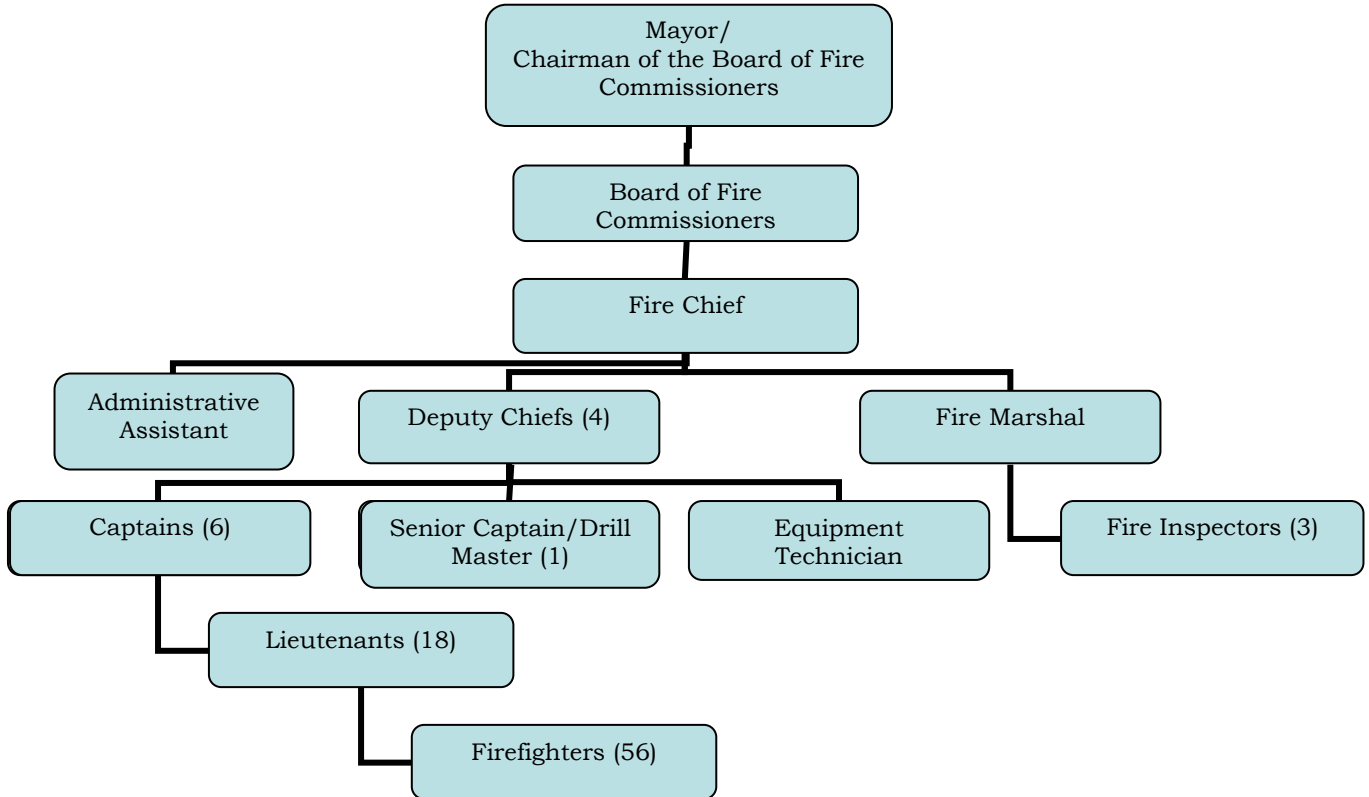 Mayor/
Chairman of the Board of Fire
Commissioners
Board of Fire
Commissioners
Fire Chief
Administrative
Assistant
Deputy Chiefs (4)
Fire Marshal
Captains (6)
Senior Captain/Drill
Master (1)
Equipment
Technician
Fire Inspectors (3)
Lieutenants (18)
Firefighters (56)